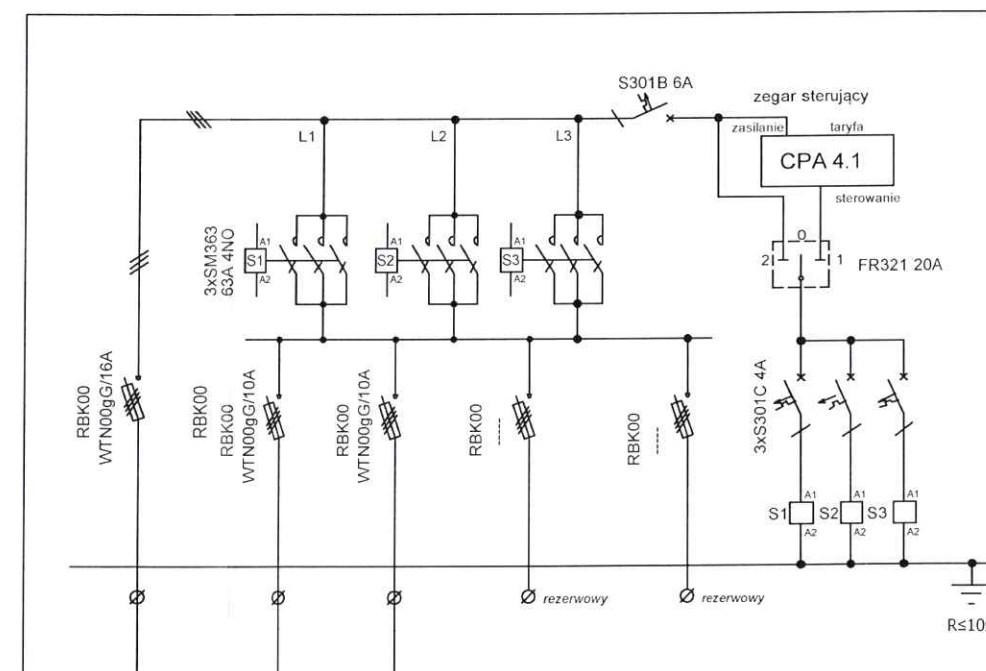 S301B 6A
zegar sterujący
zasilanie
taryfa
L1
L2
L3
CPA 4.1
sterowanie
3xSM363
63A 4NO
A1
S1
A2
A1
S2
A2
A1
S3
A2
0
2
1
FR321 20A
RBK00
WTN00gG/16A
RBK00
RBK00
WTN00gG/10A
RBK00
WTN00gG/10A
RBK00
-----
RBK00
----
3xS301C 4A
A1
S1
A2
A1
S2
A2
A1
S3
A2
rezerwowy
rezerwowy
R≤10